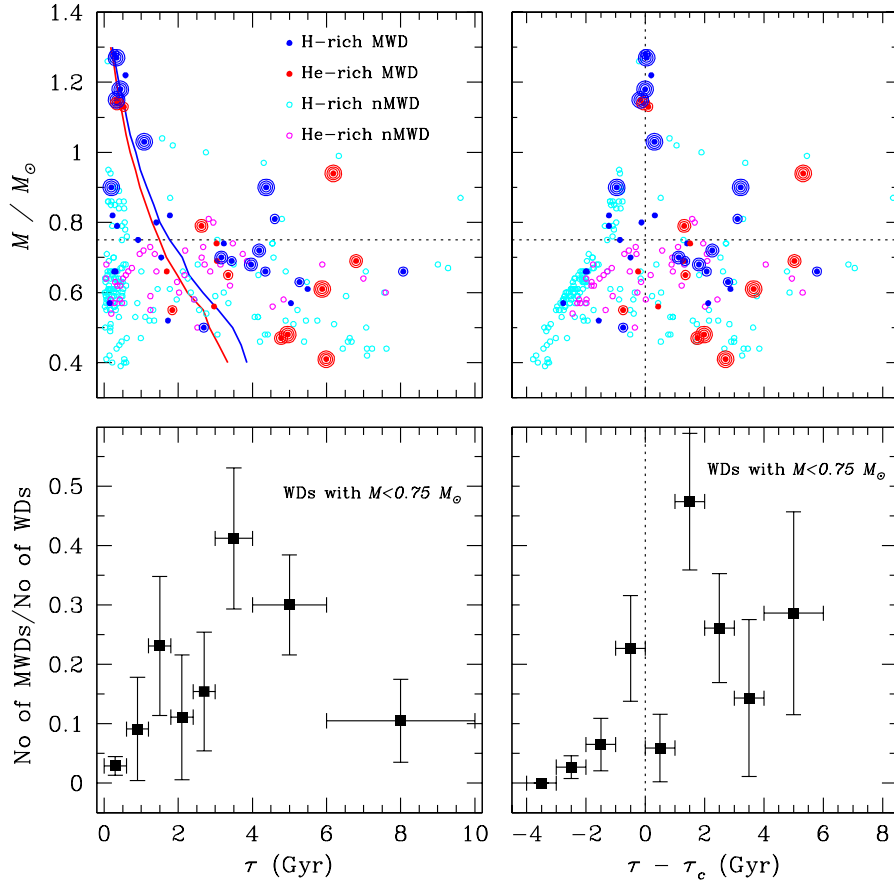 H-rich MWD
He-rich MWD
H-rich nMWD
He-rich nMWD
M / M⊙
1.4
1.2
1
0.8
0.6
0.4
WDs with M<0.75 M⊙
WDs with M<0.75 M⊙
No of MWDs/No of WDs
0.5
0.4
0.3
0.2
0.1
0
0 2 4 6 8 10
−4 −2 0 2 4 6 8
τ (Gyr)
τ − τc (Gyr)